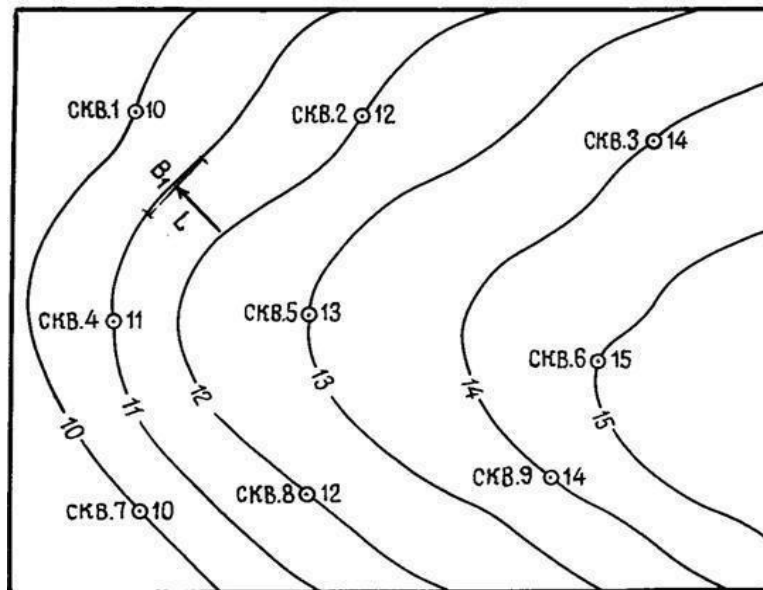 СКВ.1 10
СКВ.2 12
СКВ.3 14
B₁
L
СКВ.4 11
СКВ.5 13
СКВ.6 15
10
11
12
13
14
15
СКВ.9 14
СКВ.8 12
СКВ.7 10